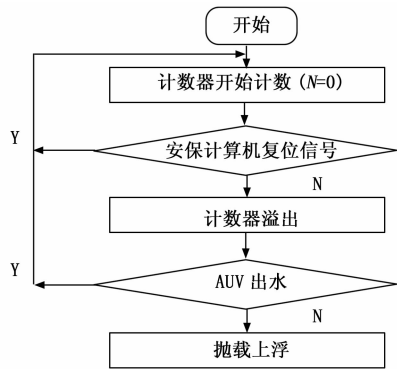 开始
计数器开始计数 (N=0)
Y
安保计算机复位信号
N
计数器溢出
Y
AUV 出水
N
抛载上浮